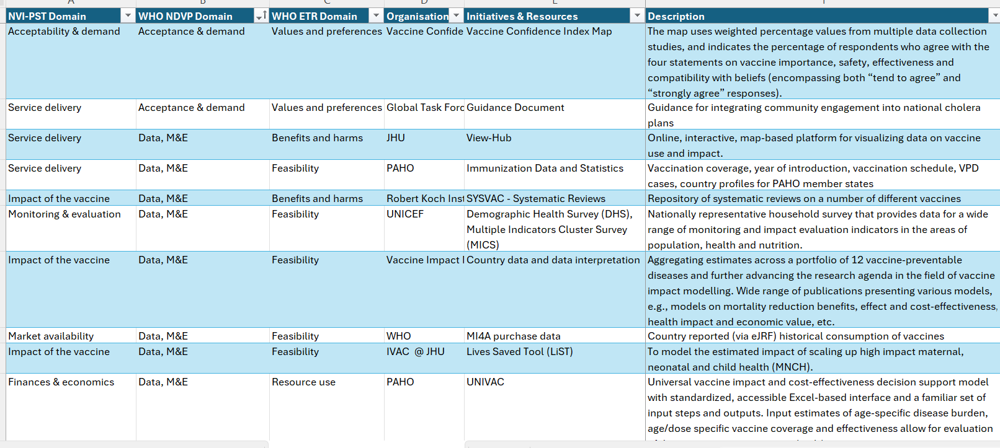 NVI-PST Domain WHO NDVP Domain WHO ETR Domain Organisation Initiatives & Resources Description
Acceptability & demand Acceptance & demand Values and preferences Vaccine Confide Vaccine Confidence Index Map The map uses weighted percentage values from multiple data collection
studies, and indicates the percentage of respondents who agree with the
four statements on vaccine importance, safety, effectiveness and
compatibility with beliefs (encompassing both “tend to agree” and
“strongly agree” responses).
Service delivery Acceptance & demand Values and preferences Global Task Forc Guidance Document Guidance for integrating community engagement into national cholera
plans
Service delivery Data, M&E Benefits and harms JHU View-Hub Online, interactive, map-based platform for visualizing data on vaccine
use and impact.
Service delivery Data, M&E Feasibility PAHO Immunization Data and Statistics Vaccination coverage, year of introduction, vaccination schedule, VPD
cases, country profiles for PAHO member states
Impact of the vaccine Data, M&E Benefits and harms Robert Koch Inst SYSVAC - Systematic Reviews Repository of systematic reviews on a number of different vaccines
Monitoring & evaluation Data, M&E Feasibility UNICEF Demographic Health Survey (DHS), Nationally representative household survey that provides data for a wide
Multiple Indicators Cluster Survey range of monitoring and impact evaluation indicators in the areas of
(MICS) population, health and nutrition.
Impact of the vaccine Data, M&E Feasibility Vaccine Impact Country data and data interpretation Aggregating estimates across a portfolio of 12 vaccine-preventable
diseases and further advancing the research agenda in the field of vaccine
impact modelling. Wide range of publications presenting various models,
e.g., models on mortality reduction benefits, effect and cost-effectiveness,
health impact and economic value, etc.
Market availability Data, M&E Feasibility WHO MI4A purchase data Country reported (via eJRF) historical consumption of vaccines
Impact of the vaccine Data, M&E Feasibility IVAC @ JHU Lives Saved Tool (LiST) To model the estimated impact of scaling up high impact maternal,
neonatal and child health (MNCH).
Finances & economics Data, M&E Resource use PAHO UNIVAC Universal vaccine impact and cost-effectiveness decision support model
with standardized, accessible Excel-based interface and a familiar set of
input steps and outputs. Input estimates of age-specific disease burden,
age/dose specific vaccine coverage and effectiveness allow for evaluation